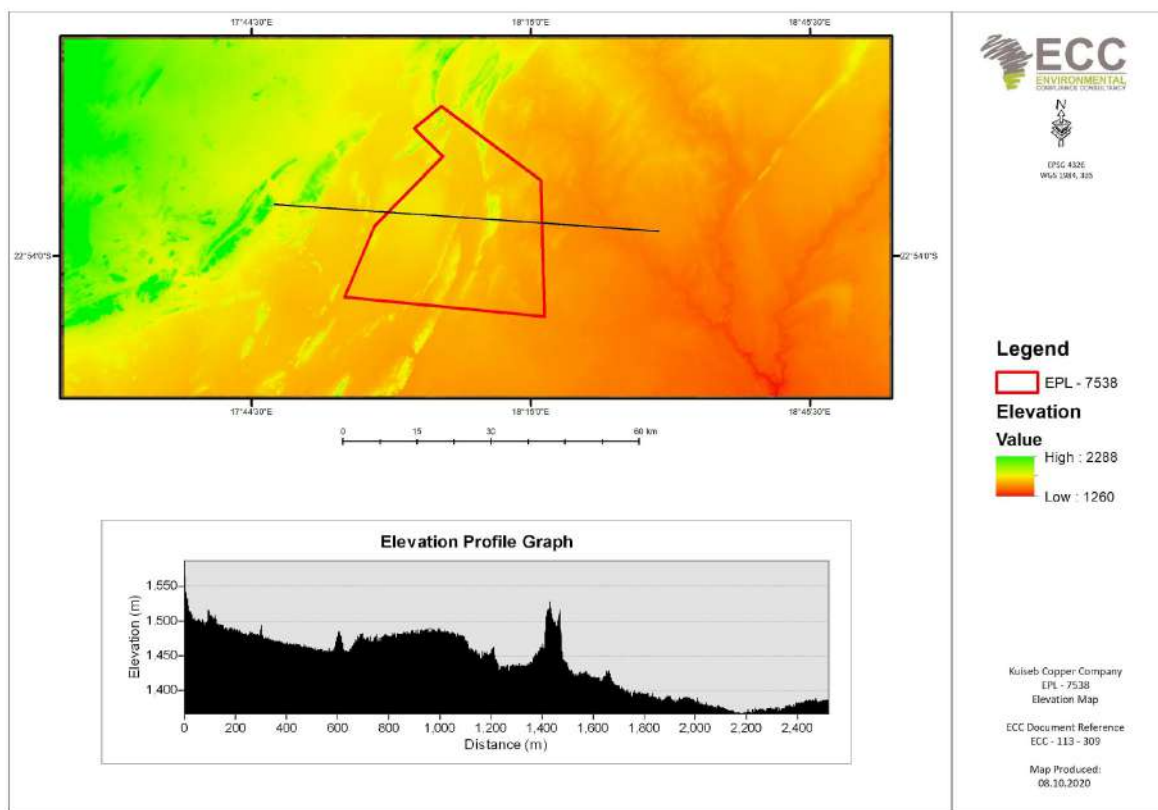 17°44'30"E 18°15'0"E 18°45'30"E
22°54'0"S 22°54'0"S
17°44'30"E 18°15'0"E 18°45'30"E
0 15 30 60 km
Elevation Profile Graph
Elevation (m)
1,550
1,500
1,450
1,400
0 200 400 600 800 1,000 1,200 1,400 1,600 1,800 2,000 2,200 2,400
Distance (m)
ECC
ENVIRONMENTAL
COMPLIANCE CONSULTANCY
N
EPSG 4326
Legend
EPL - 7538
Elevation
Value
High : 2288
Low : 1260
Kuiseb Copper Company
EPL - 7538
Elevation Map
ECC Document Reference
ECC - 113 - 309
Map Produced:
08.10.2020